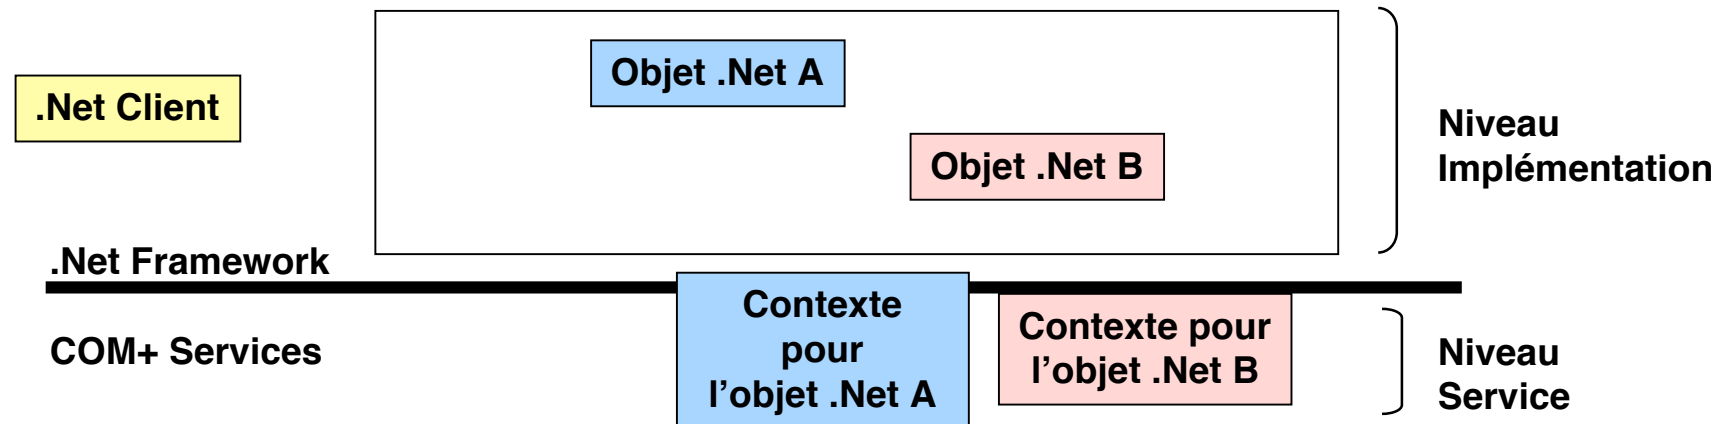 Objet .Net A
.Net Client
Objet .Net B
Niveau
Implémentation
.Net Framework
COM+ Services
Contexte
pour
l’objet .Net A
Contexte pour
l’objet .Net B
Niveau
Service